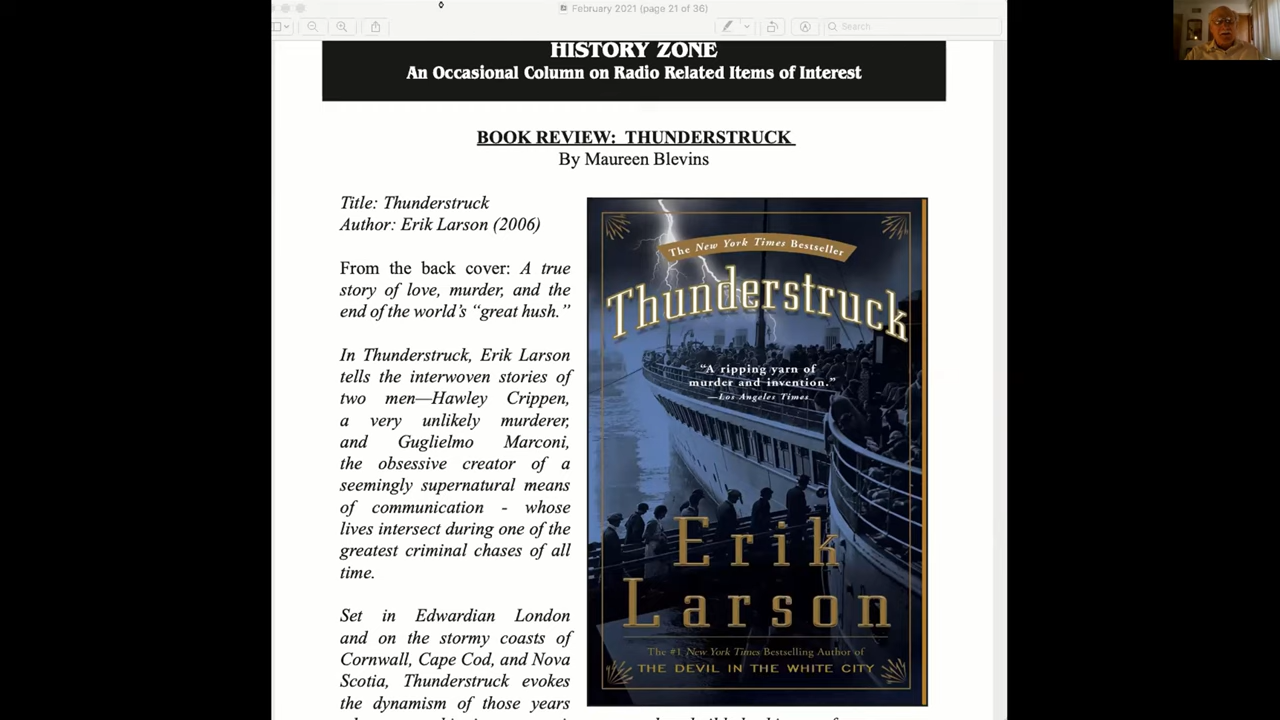 February 2021 (page 21 of 36)
Search
HISTORY ZONE
An Occasional Column on Radio Related Items of Interest
BOOK REVIEW: THUNDERSTRUCK
By Maureen Blevins
Title: Thunderstruck
Author: Erik Larson (2006)
From the back cover: A true
story of love, murder, and the
end of the world's “great hush.”
In Thunderstruck, Erik Larson
tells the interwoven stories of
two men—Hawley Crippen,
a very unlikely murderer,
and Guglielmo Marconi,
the obsessive creator of a
seemingly supernatural means
of communication - whose
lives intersect during one of the
greatest criminal chases of all
time.
Set in Edwardian London
and on the stormy coasts of
Cornwall, Cape Cod, and Nova
Scotia, Thunderstruck evokes
the dynamism of those years
The New York Times Bestseller
Thunderstruck
“A ripping yarn of
murder and invention.”
—Los Angeles Times
Erik
Larson
The #1 New York Times Bestselling Author of
THE DEVIL IN THE WHITE CITY